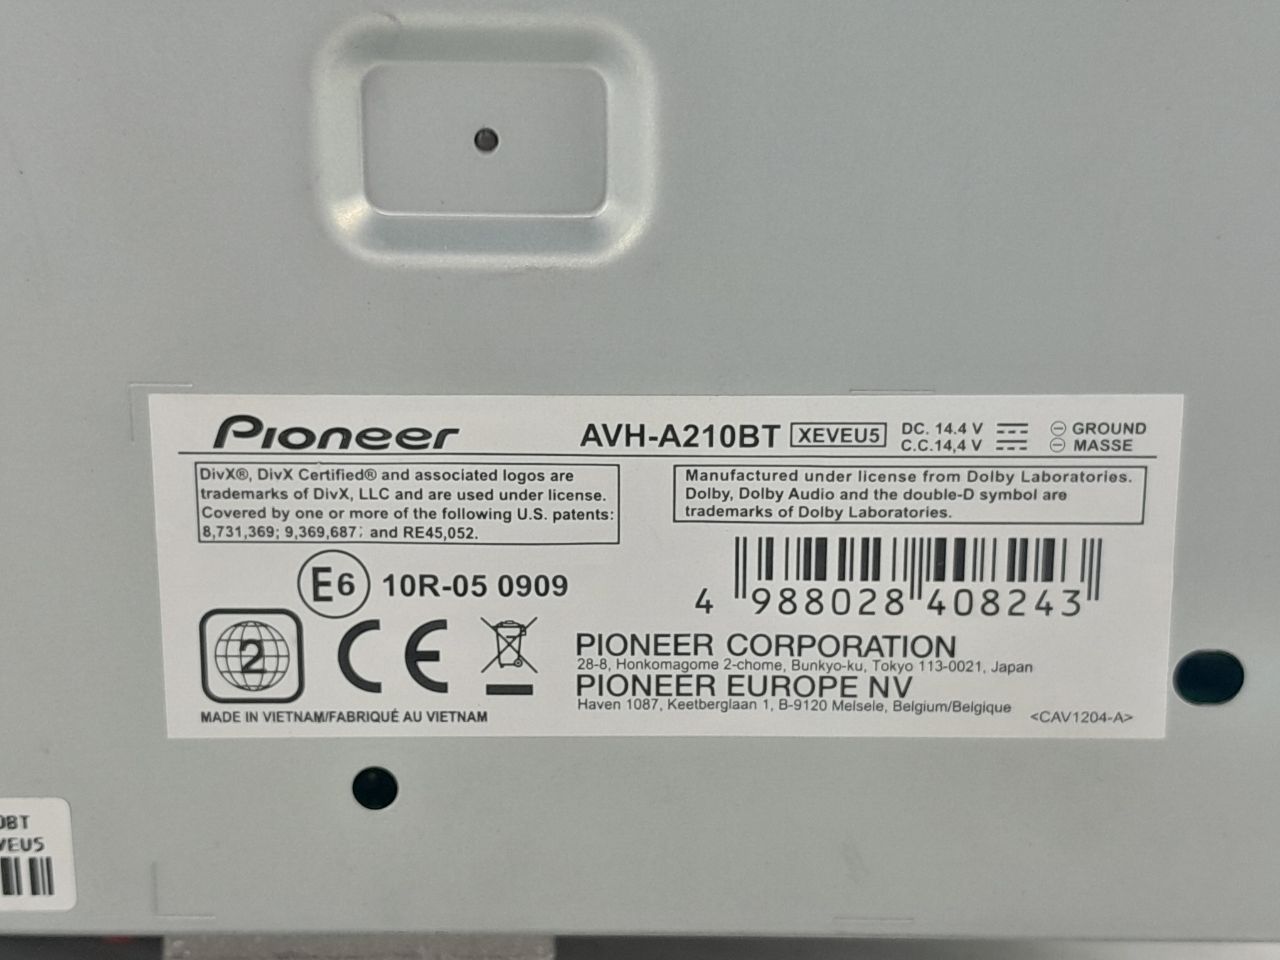 Pioneer
AVH-A210BT XEVEU5 DC. 14.4 V ⊖ GROUND
C.C.14,4 V ⊖ MASSE
DivX®, DivX Certified® and associated logos are
trademarks of DivX, LLC and are used under license.
Covered by one or more of the following U.S. patents:
8,731,369; 9,369,687; and RE45,052.
Manufactured under license from Dolby Laboratories.
Dolby, Dolby Audio and the double-D symbol are
trademarks of Dolby Laboratories.
E6 10R-05 0909
4 988028 408243
2
CE
PIONEER CORPORATION
28-8, Honkomagome 2-chome, Bunkyo-ku, Tokyo 113-0021, Japan
PIONEER EUROPE NV
Haven 1087, Keetberglaan 1, B-9120 Melsele, Belgium/Belgique
MADE IN VIETNAM/FABRIQUÉ AU VIETNAM
<CAV1204-A>
0BT
VEU5